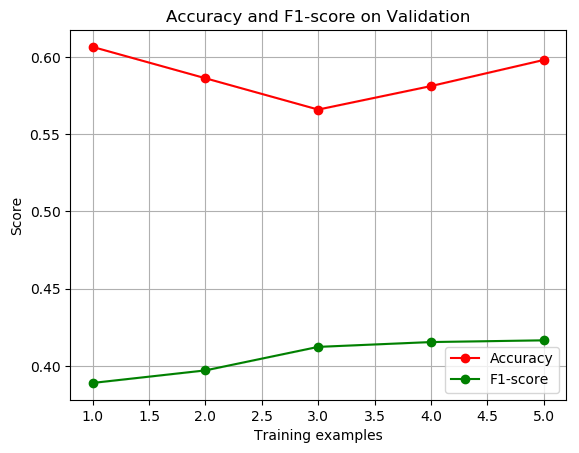 Accuracy and F1-score on Validation
Score
0.60
0.55
0.50
0.45
0.40
Accuracy
F1-score
1.0 1.5 2.0 2.5 3.0 3.5 4.0 4.5 5.0
Training examples